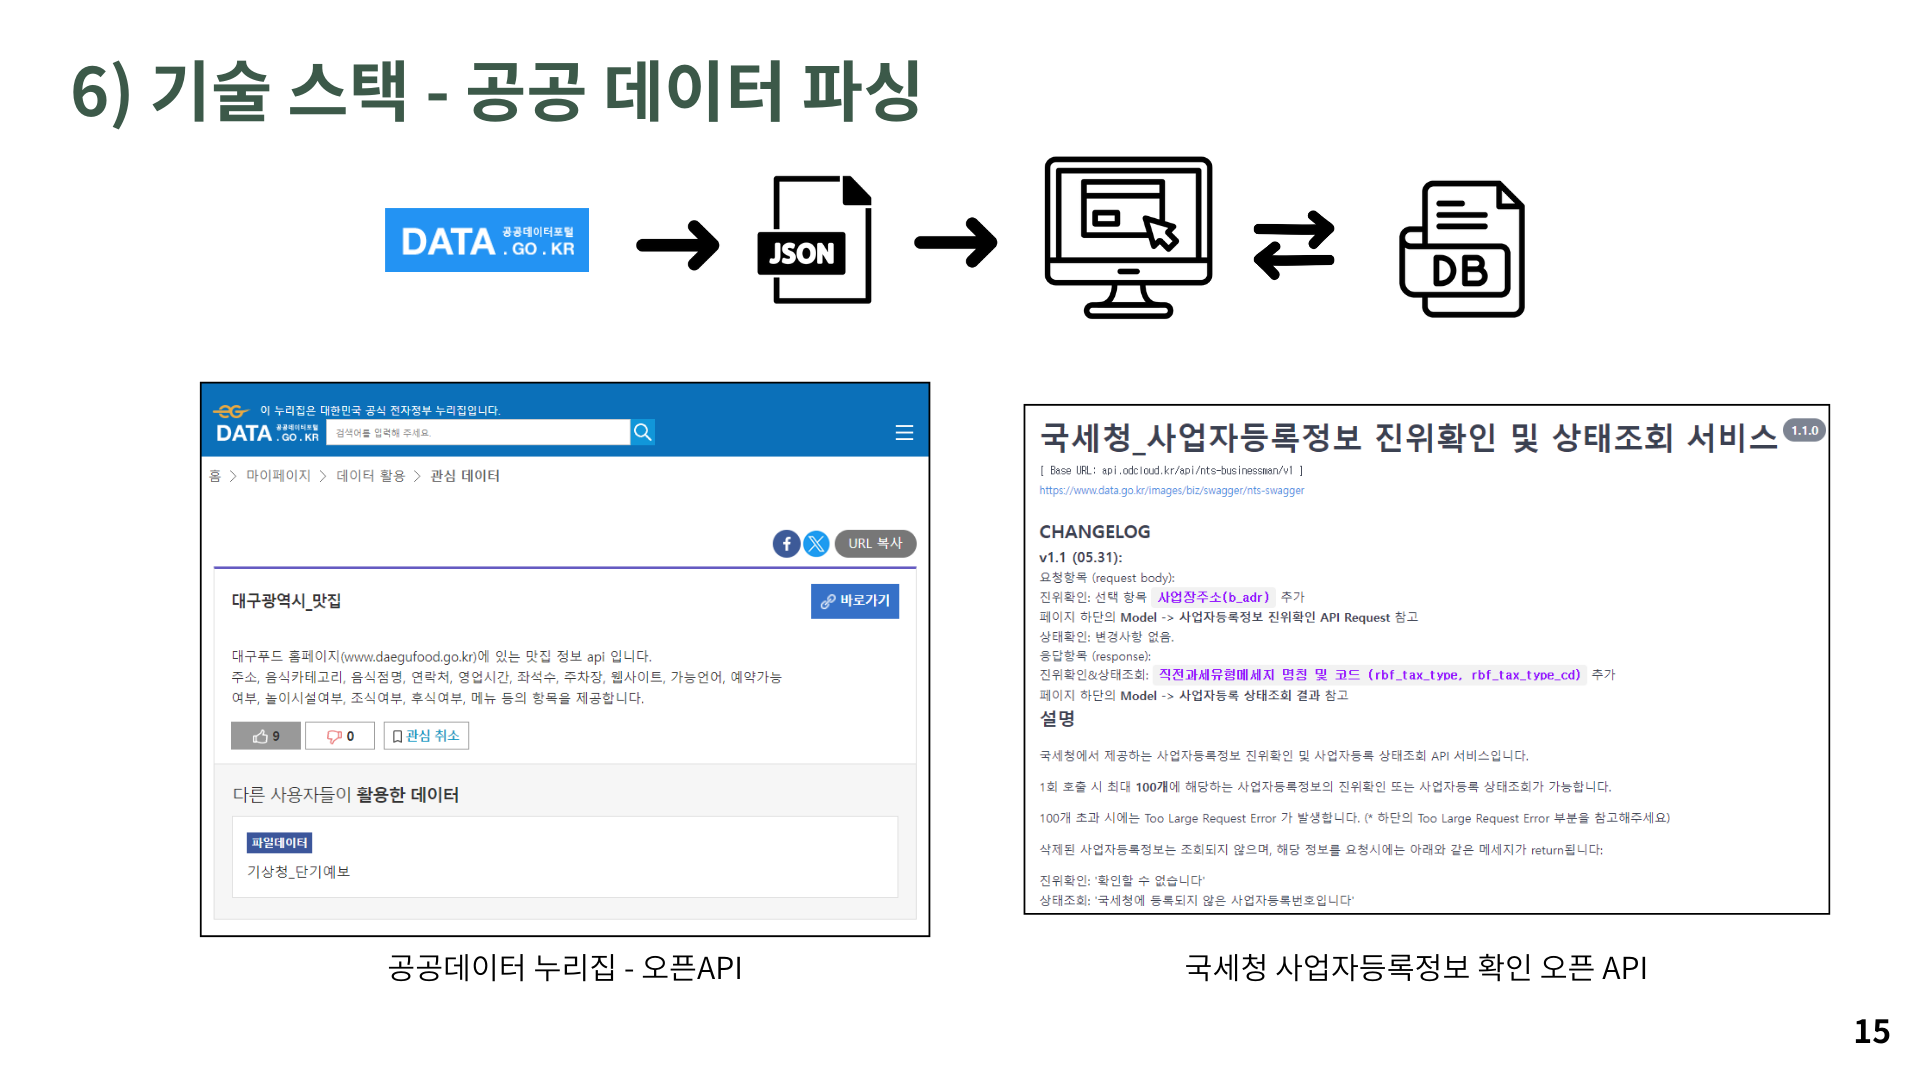 6) 기술 스택 - 공공 데이터 파싱
DATA 공공데이터포털 .GO.KR
JSON
DB
이 누리집은 대한민국 공식 전자정부 누리집입니다.
DATA 공공데이터포털 .GO.KR 검색어를 입력해 주세요.
홈 > 마이페이지 > 데이터 활용 > 관심 데이터
URL 복사
대구광역시_맛집
바로가기
대구푸드 홈페이지(www.daegufood.go.kr)에 있는 맛집 정보 api 입니다.
주소, 음식카테고리, 음식점명, 연락처, 영업시간, 좌석수, 주차장, 웹사이트, 가능언어, 예약가능
여부, 놀이시설여부, 조식여부, 후식여부, 메뉴 등의 항목을 제공합니다.
9 0 관심 취소
다른 사용자들이 활용한 데이터
파일데이터
기상청_단기예보
공공데이터 누리집 - 오픈API
국세청_사업자등록정보 진위확인 및 상태조회 서비스 1.1.0
[ Base URL: api.odcloud.kr/api/nts-businessman/v1 ]
https://www.data.go.kr/images/biz/swagger/nts-swagger
CHANGELOG
v1.1 (05.31):
요청항목 (request body):
진위확인: 선택 항목 사업장주소(b_adr) 추가
페이지 하단의 Model -> 사업자등록정보 진위확인 API Request 참고
상태확인: 변경사항 없음.
응답항목 (response):
진위확인&상태조회: 직전과세유형메세지 명칭 및 코드 (rbf_tax_type, rbf_tax_type_cd) 추가
페이지 하단의 Model -> 사업자등록 상태조회 결과 참고
설명
국세청에서 제공하는 사업자등록정보 진위확인 및 사업자등록 상태조회 API 서비스입니다.
1회 호출 시 최대 100개에 해당하는 사업자등록정보의 진위확인 또는 사업자등록 상태조회가 가능합니다.
100개 초과 시에는 Too Large Request Error 가 발생합니다. (* 하단의 Too Large Request Error 부분을 참고해주세요)
삭제된 사업자등록정보는 조회되지 않으며, 해당 정보를 요청시에는 아래와 같은 메세지가 return됩니다:
진위확인: '확인할 수 없습니다'
상태조회: '국세청에 등록되지 않은 사업자등록번호입니다'
국세청 사업자등록정보 확인 오픈 API
15